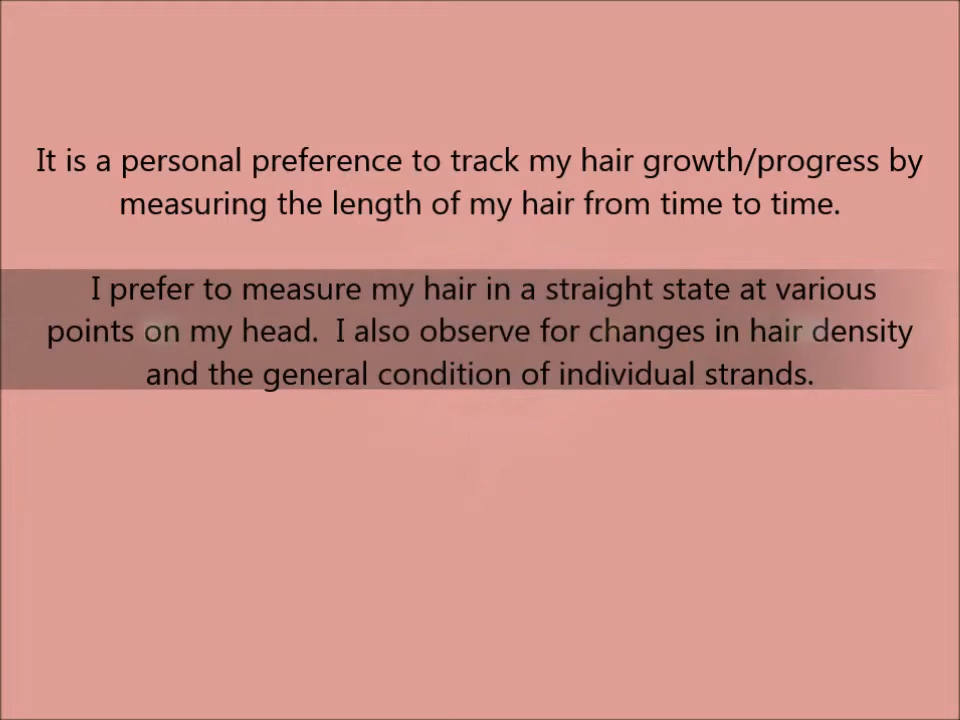 It is a personal preference to track my hair growth/progress by
measuring the length of my hair from time to time.
I prefer to measure my hair in a straight state at various
points on my head.  I also observe for changes in hair density
and the general condition of individual strands.